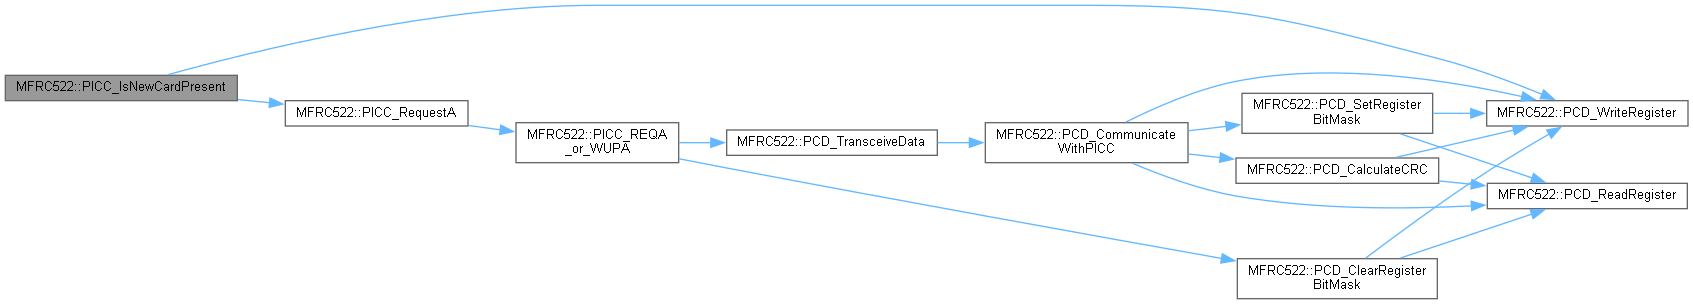 MFRC522::PICC_IsNewCardPresent
MFRC522::PICC_RequestA
MFRC522::PICC_REQA
_or_WUPA
MFRC522::PCD_TransceiveData
MFRC522::PCD_Communicate
WithPICC
MFRC522::PCD_SetRegister
BitMask
MFRC522::PCD_CalculateCRC
MFRC522::PCD_ClearRegister
BitMask
MFRC522::PCD_WriteRegister
MFRC522::PCD_ReadRegister